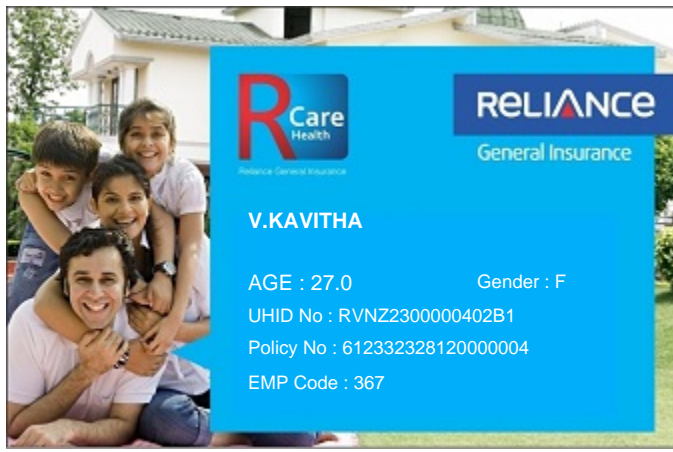 R Care
Health
Reliance General Insurance
RELIANCE
General Insurance
V.KAVITHA
AGE : 27.0 Gender : F
UHID No : RVNZ2300000402B1
Policy No : 612332328120000004
EMP Code : 367